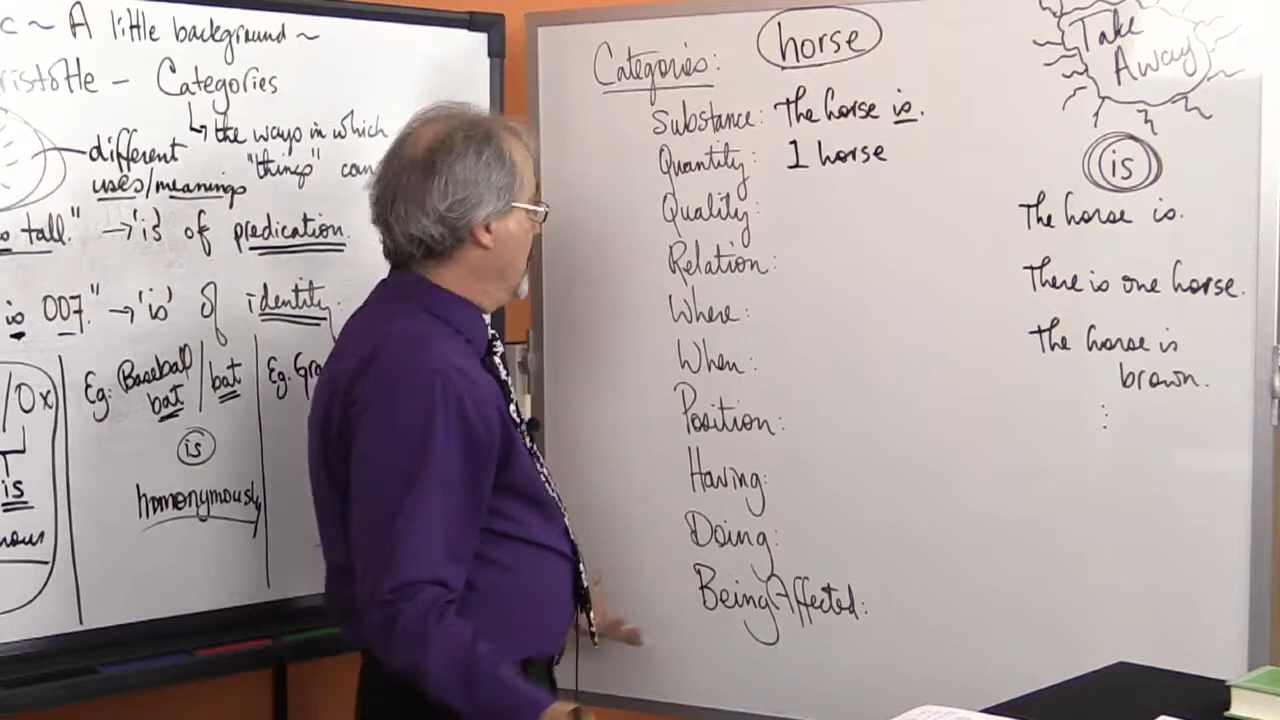 c ~ A little background ~
ristotle - Categories
↳ the ways in which
"things" can
different
uses/meanings
tall." → 'is' of predication.
is 007." → 'is' of identity.
/Ox
is
Eg: Baseball
bat / bat
is
homonymously
Eg.
Categories: horse
Substance: The horse is.
Quantity: 1 horse
Quality:
Relation:
Where:
When:
Position:
Having:
Doing:
Being Affected:
Take
Away
is
The horse is.
There is one horse.
The horse is
brown.
⋮